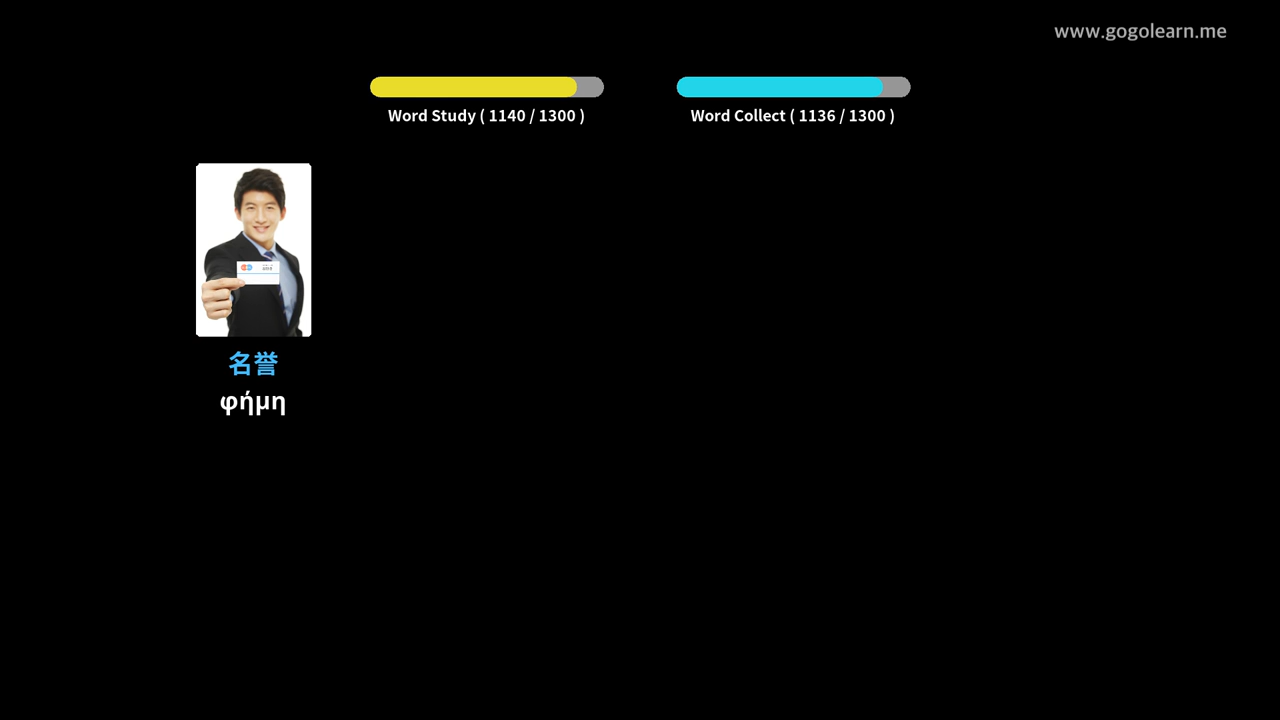 www.gogolearn.me
Word Study ( 1140 / 1300 )
Word Collect ( 1136 / 1300 )
名誉
φήμη